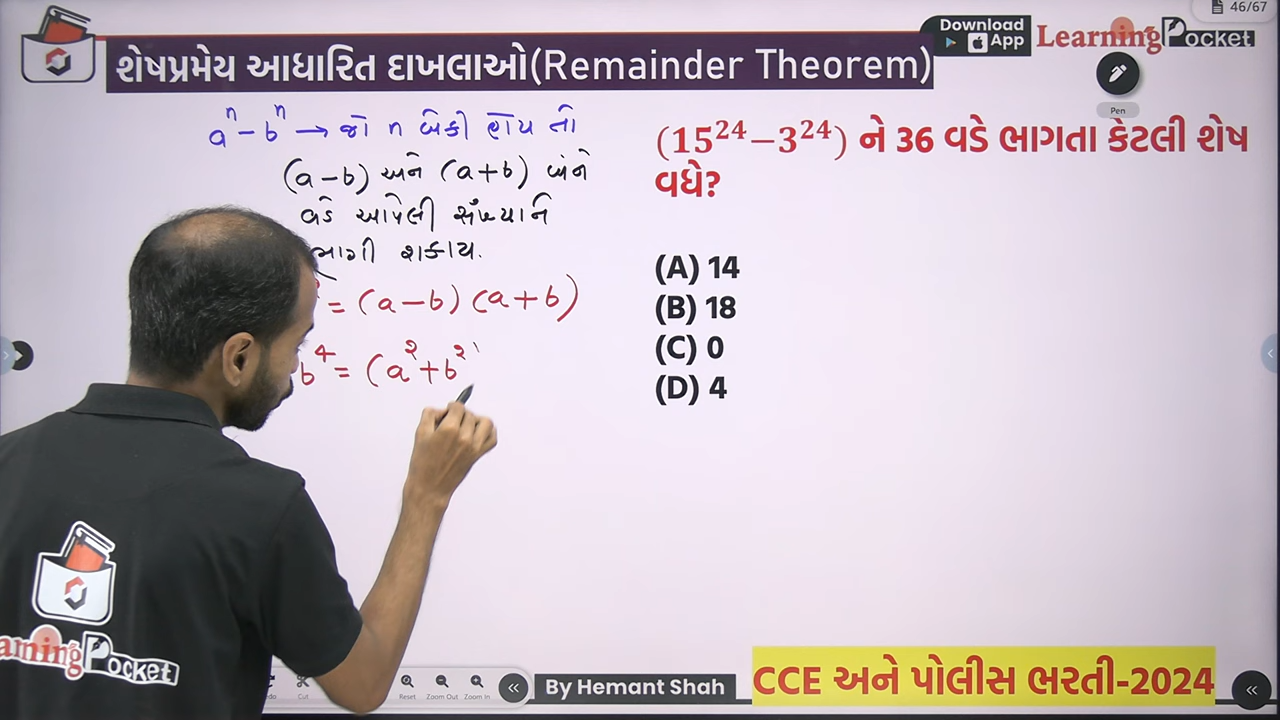 46/67
Download
App
Learning Pocket
શેષપ્રમેય આધારિત દાખલાઓ(Remainder Theorem)
Pen
aⁿ - bⁿ → જો n બેકી હોય તો
(a-b) અને (a+b) બંને
વડે આપેલી સંખ્યાને
ભાગી શકાય.
= (a-b) (a+b)
b⁴ = (a² + b²
(15²⁴−3²⁴) ને 36 વડે ભાગતા કેટલી શેષ
વધે?
(A) 14
(B) 18
(C) 0
(D) 4
Cut
Reset
Zoom Out
Zoom In
By Hemant Shah
CCE અને પોલીસ ભરતી-2024
Pocket